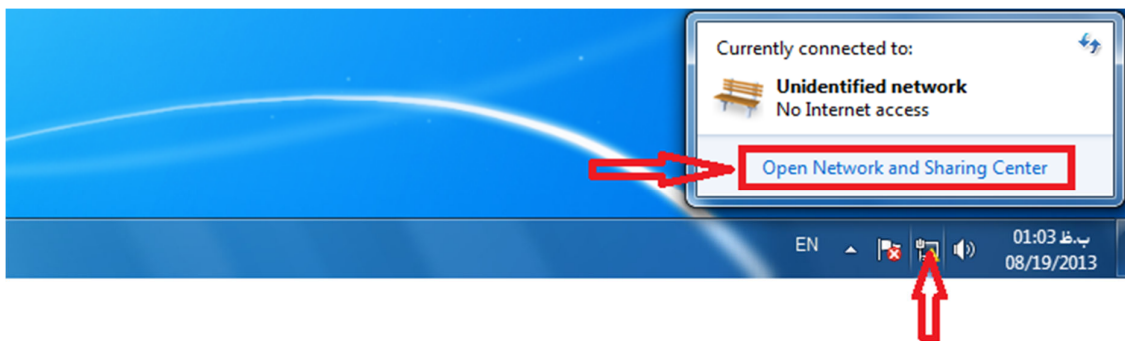 Currently connected to:
Unidentified network
No Internet access
Open Network and Sharing Center
EN
01:03 ب.ظ
08/19/2013